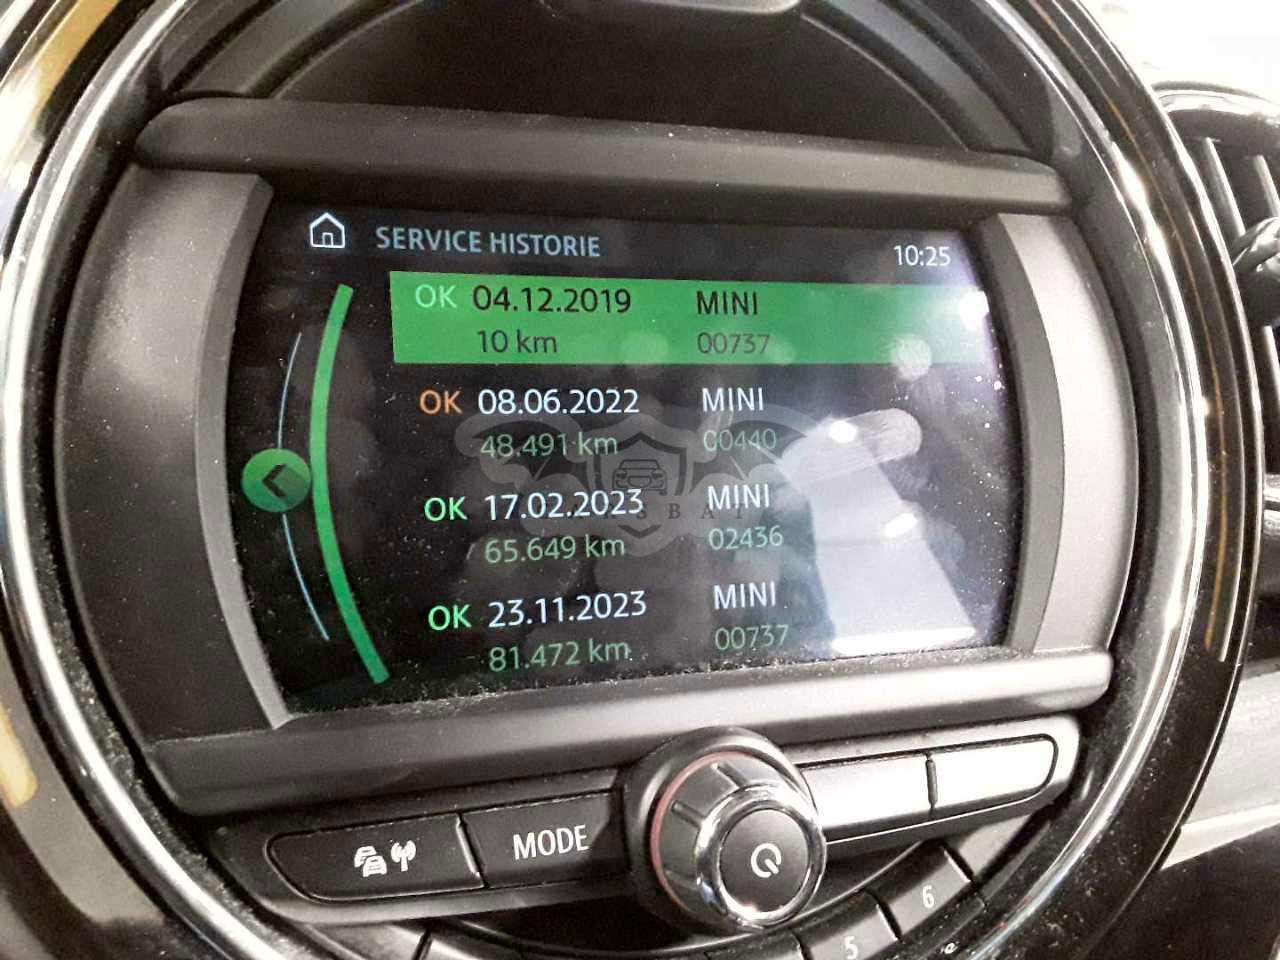 SERVICE HISTORIE
10:25
OK 04.12.2019 MINI
10 km 00737
OK 08.06.2022 MINI
48.491 km 00440
OK 17.02.2023 MINI
65.649 km 02436
OK 23.11.2023 MINI
81.472 km 00737
MODE
5
6